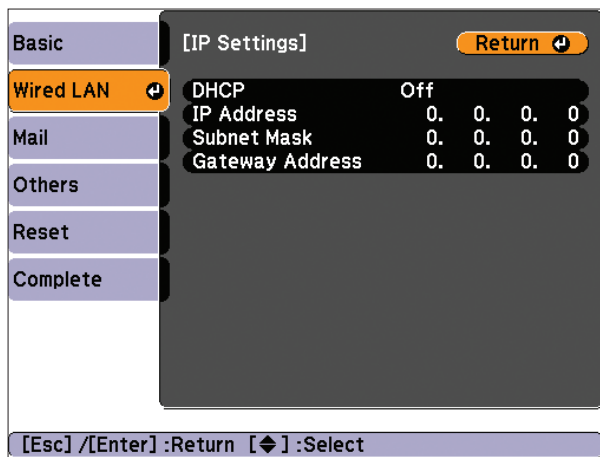 Basic
Wired LAN
Mail
Others
Reset
Complete
[IP Settings]
Return
DHCP Off
IP Address 0. 0. 0. 0
Subnet Mask 0. 0. 0. 0
Gateway Address 0. 0. 0. 0
[Esc] /[Enter] :Return [◆] :Select